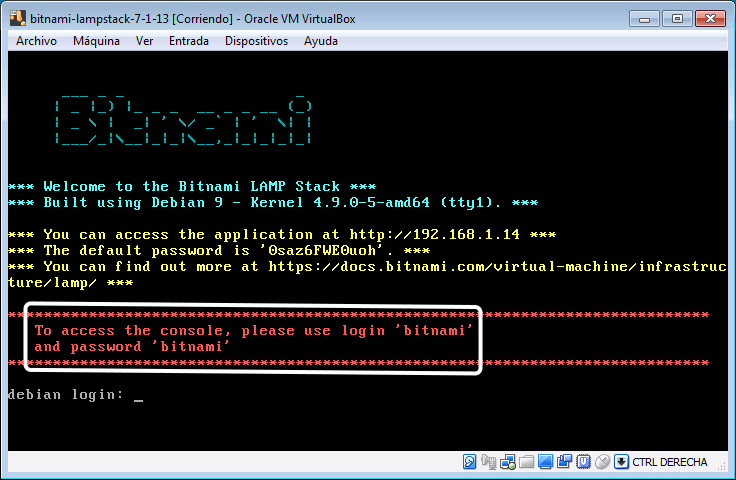 bitnami-lampstack-7-1-13 [Corriendo] - Oracle VM VirtualBox
Archivo Máquina Ver Entrada Dispositivos Ayuda
Bitnami
*** Welcome to the Bitnami LAMP Stack ***
*** Built using Debian 9 - Kernel 4.9.0-5-amd64 (tty1). ***
*** You can access the application at http://192.168.1.14 ***
*** The default password is '0saz6FWE0uoh'. ***
*** You can find out more at https://docs.bitnami.com/virtual-machine/infrastruc
ture/lamp/ ***
******************************************************************************
To access the console, please use login 'bitnami'
and password 'bitnami'
******************************************************************************
debian login: _
CTRL DERECHA